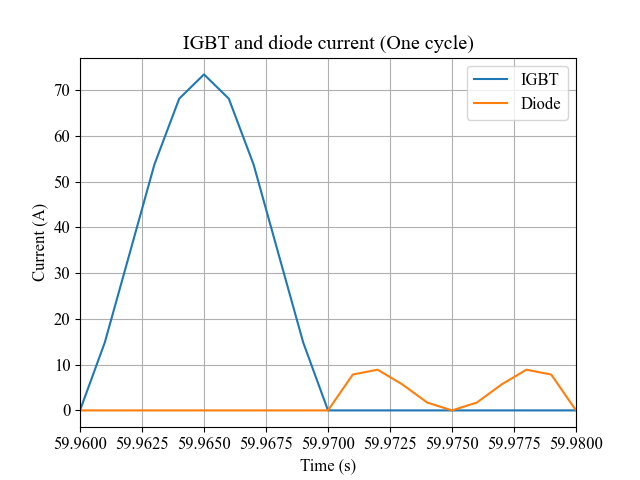 IGBT and diode current (One cycle)
IGBT
Diode
70
60
50
40
30
20
10
0
Current (A)
59.9600 59.9625 59.9650 59.9675 59.9700 59.9725 59.9750 59.9775 59.9800
Time (s)